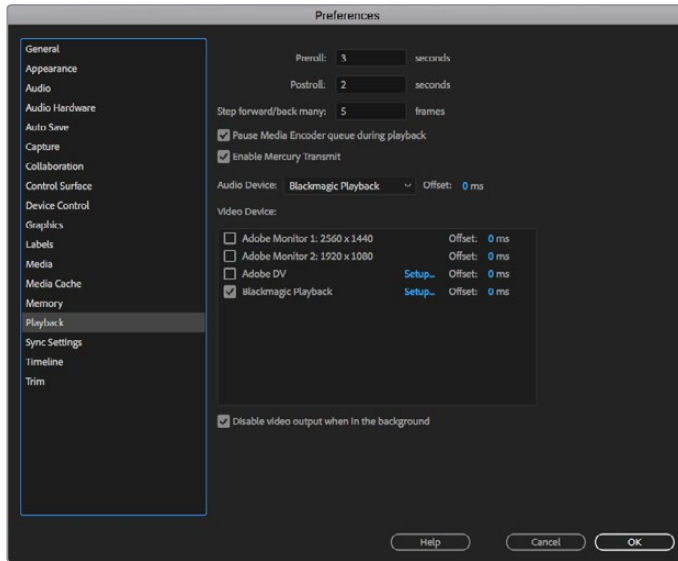 Preferences
General
Appearance
Audio
Audio Hardware
Auto Save
Capture
Collaboration
Control Surface
Device Control
Graphics
Labels
Media
Media Cache
Memory
Playback
Sync Settings
Timeline
Trim
Preroll: 3 seconds
Postroll: 2 seconds
Step forward/back many: 5 frames
Pause Media Encoder queue during playback
Enable Mercury Transmit
Audio Device: Blackmagic Playback Offset: 0 ms
Video Device:
Adobe Monitor 1: 2560 x 1440 Offset: 0 ms
Adobe Monitor 2: 1920 x 1080 Offset: 0 ms
Adobe DV Setup... Offset: 0 ms
Blackmagic Playback Setup... Offset: 0 ms
Disable video output when in the background
Help Cancel OK